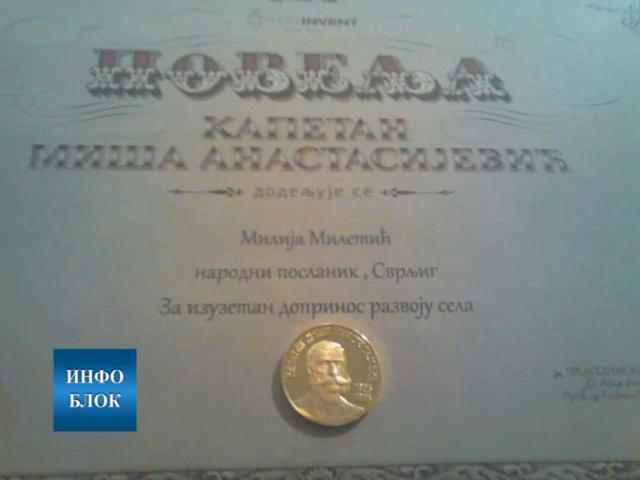 INVENT
ПОВЕЉА
КАПЕТАН
МИША АНАСТАСИЈЕВИЋ
додељује се
Милија Милетић
народни посланик , Сврљиг
За изузетан допринос развоју села
ИНФО
БЛОК